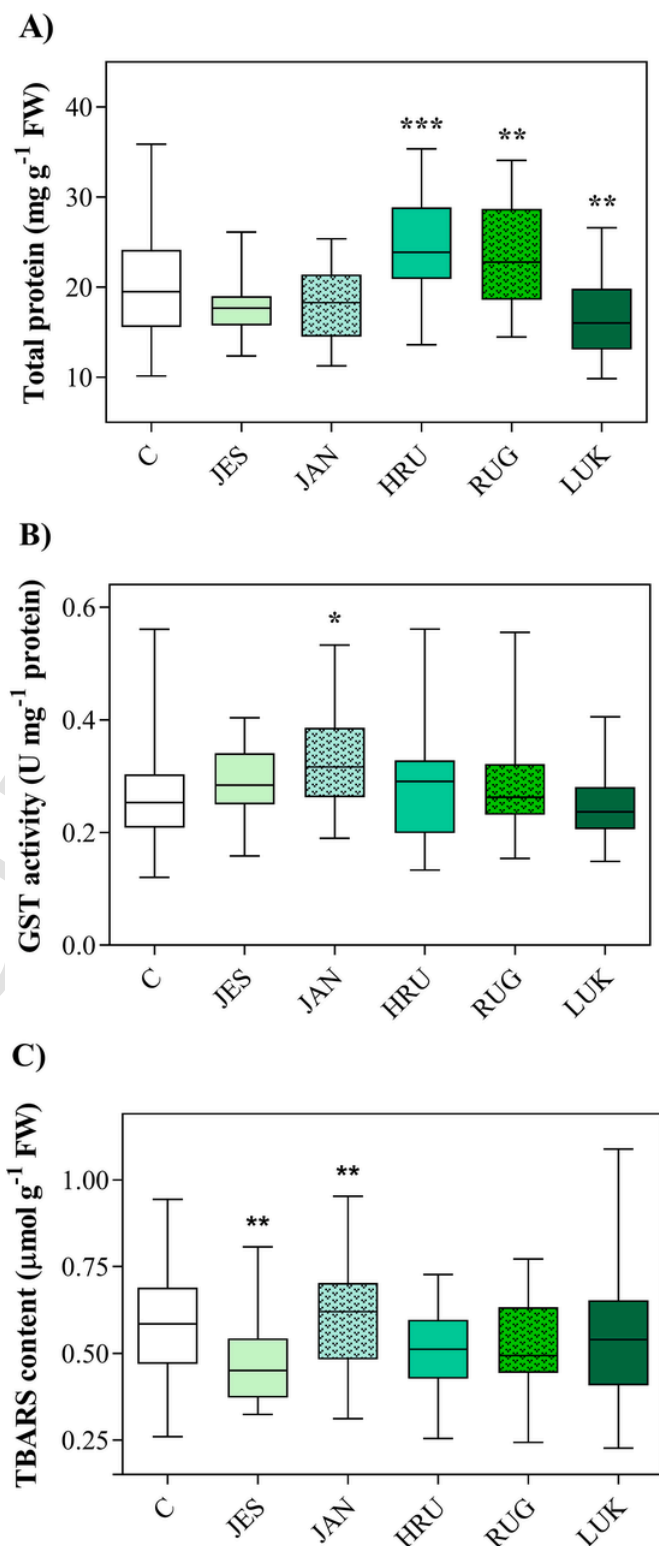 A)
Total protein (mg g⁻¹ FW)
40
30
20
10
***
**
**
C
JES
JAN
HRU
RUG
LUK
B)
GST activity (U mg⁻¹ protein)
0.6
0.4
0.2
0.0
*
C
JES
JAN
HRU
RUG
LUK
C)
TBARS content (μmol g⁻¹ FW)
1.00
0.75
0.50
0.25
**
**
C
JES
JAN
HRU
RUG
LUK